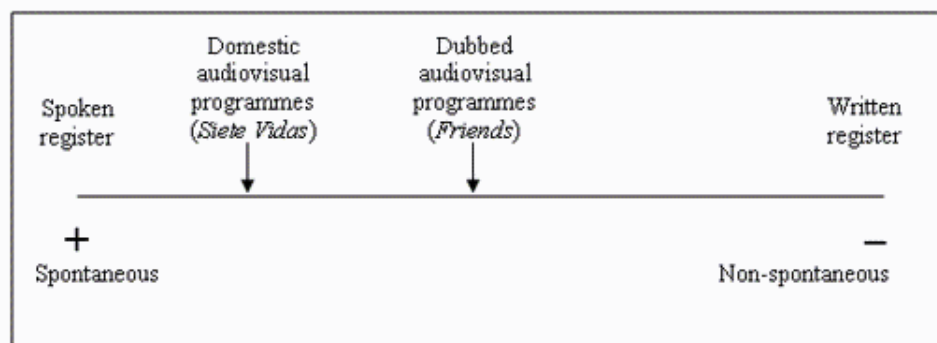 Domestic
audiovisual
programmes
(Siete Vidas)
Dubbed
audiovisual
programmes
(Friends)
Spoken
register
Written
register
+
Spontaneous
–
Non-spontaneous